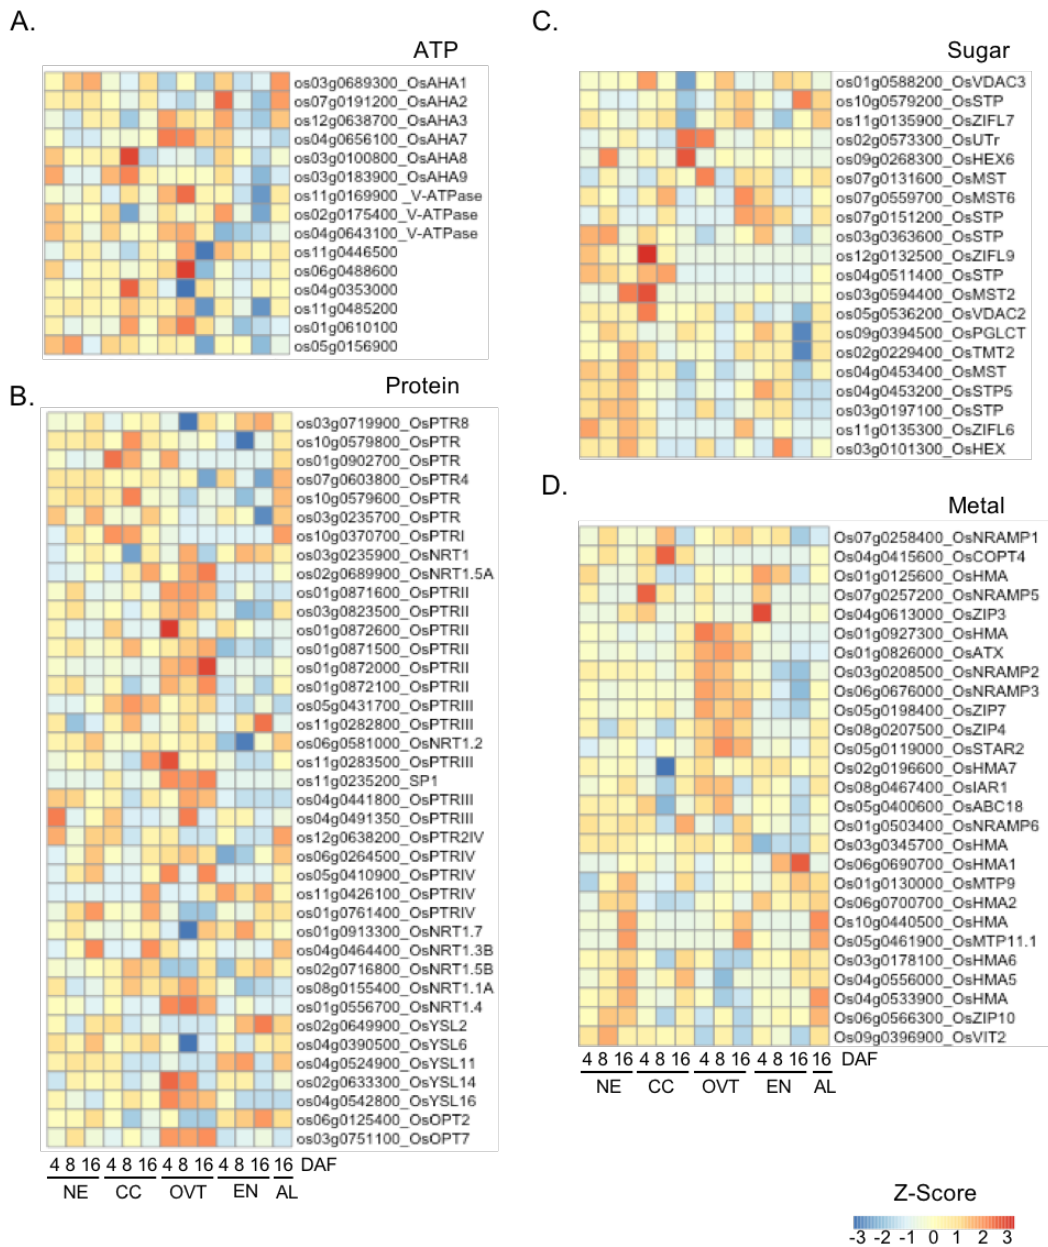 A.
ATP
os03g0689300_OsAHA1
os07g0191200_OsAHA2
os12g0638700_OsAHA3
os04g0656100_OsAHA7
os03g0100800_OsAHA8
os03g0183900_OsAHA9
os11g0169900 _V-ATPase
os02g0175400_V-ATPase
os04g0643100_V-ATPase
os11g0446500
os06g0488600
os04g0353000
os11g0485200
os01g0610100
os05g0156900
B.
Protein
os03g0719900_OsPTR8
os10g0579800_OsPTR
os01g0902700_OsPTR
os07g0603800_OsPTR4
os10g0579600_OsPTR
os03g0235700_OsPTR
os10g0370700_OsPTRI
os03g0235900_OsNRT1
os02g0689900_OsNRT1.5A
os01g0871600_OsPTRII
os03g0823500_OsPTRII
os01g0872600_OsPTRII
os01g0871500_OsPTRII
os01g0872000_OsPTRII
os01g0872100_OsPTRII
os05g0431700_OsPTRIII
os11g0282800_OsPTRIII
os06g0581000_OsNRT1.2
os11g0283500_OsPTRIII
os11g0235200_SP1
os04g0441800_OsPTRIII
os04g0491350_OsPTRIII
os12g0638200_OsPTR2IV
os06g0264500_OsPTRIV
os05g0410900_OsPTRIV
os11g0426100_OsPTRIV
os01g0761400_OsPTRIV
os01g0913300_OsNRT1.7
os04g0464400_OsNRT1.3B
os02g0716800_OsNRT1.5B
os08g0155400_OsNRT1.1A
os01g0556700_OsNRT1.4
os02g0649900_OsYSL2
os04g0390500_OsYSL6
os04g0524900_OsYSL11
os02g0633300_OsYSL14
os04g0542800_OsYSL16
os06g0125400_OsOPT2
os03g0751100_OsOPT7
4 8 16 4 8 16 4 8 16 4 8 16 16 DAF
NE CC OVT EN AL
C.
Sugar
os01g0588200_OsVDAC3
os10g0579200_OsSTP
os11g0135900_OsZIFL7
os02g0573300_OsUTr
os09g0268300_OsHEX6
os07g0131600_OsMST
os07g0559700_OsMST6
os07g0151200_OsSTP
os03g0363600_OsSTP
os12g0132500_OsZIFL9
os04g0511400_OsSTP
os03g0594400_OsMST2
os05g0536200_OsVDAC2
os09g0394500_OsPGLCT
os02g0229400_OsTMT2
os04g0453400_OsMST
os04g0453200_OsSTP5
os03g0197100_OsSTP
os11g0135300_OsZIFL6
os03g0101300_OsHEX
D.
Metal
Os07g0258400_OsNRAMP1
Os04g0415600_OsCOPT4
Os01g0125600_OsHMA
Os07g0257200_OsNRAMP5
Os04g0613000_OsZIP3
Os01g0927300_OsHMA
Os01g0826000_OsATX
Os03g0208500_OsNRAMP2
Os06g0676000_OsNRAMP3
Os05g0198400_OsZIP7
Os08g0207500_OsZIP4
Os05g0119000_OsSTAR2
Os02g0196600_OsHMA7
Os08g0467400_OsIAR1
Os05g0400600_OsABC18
Os01g0503400_OsNRAMP6
Os03g0345700_OsHMA
Os06g0690700_OsHMA1
Os01g0130000_OsMTP9
Os06g0700700_OsHMA2
Os10g0440500_OsHMA
Os05g0461900_OsMTP11.1
Os03g0178100_OsHMA6
Os04g0556000_OsHMA5
Os04g0533900_OsHMA
Os06g0566300_OsZIP10
Os09g0396900_OsVIT2
4 8 16 4 8 16 4 8 16 4 8 16 16 DAF
NE CC OVT EN AL
Z-Score
-3 -2 -1 0 1 2 3